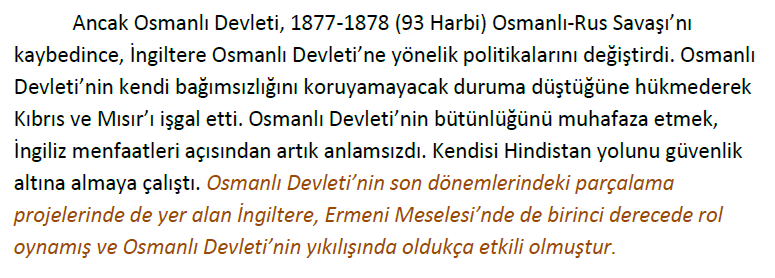 Ancak Osmanlı Devleti, 1877-1878 (93 Harbi) Osmanlı-Rus Savaşı’nı
kaybedince, İngiltere Osmanlı Devleti’ne yönelik politikalarını değiştirdi. Osmanlı
Devleti’nin kendi bağımsızlığını koruyamayacak duruma düştüğüne hükmederek
Kıbrıs ve Mısır’ı işgal etti. Osmanlı Devleti’nin bütünlüğünü muhafaza etmek,
İngiliz menfaatleri açısından artık anlamsızdı. Kendisi Hindistan yolunu güvenlik
altına almaya çalıştı. Osmanlı Devleti’nin son dönemlerindeki parçalama
projelerinde de yer alan İngiltere, Ermeni Meselesi’nde de birinci derecede rol
oynamış ve Osmanlı Devleti’nin yıkılışında oldukça etkili olmuştur.